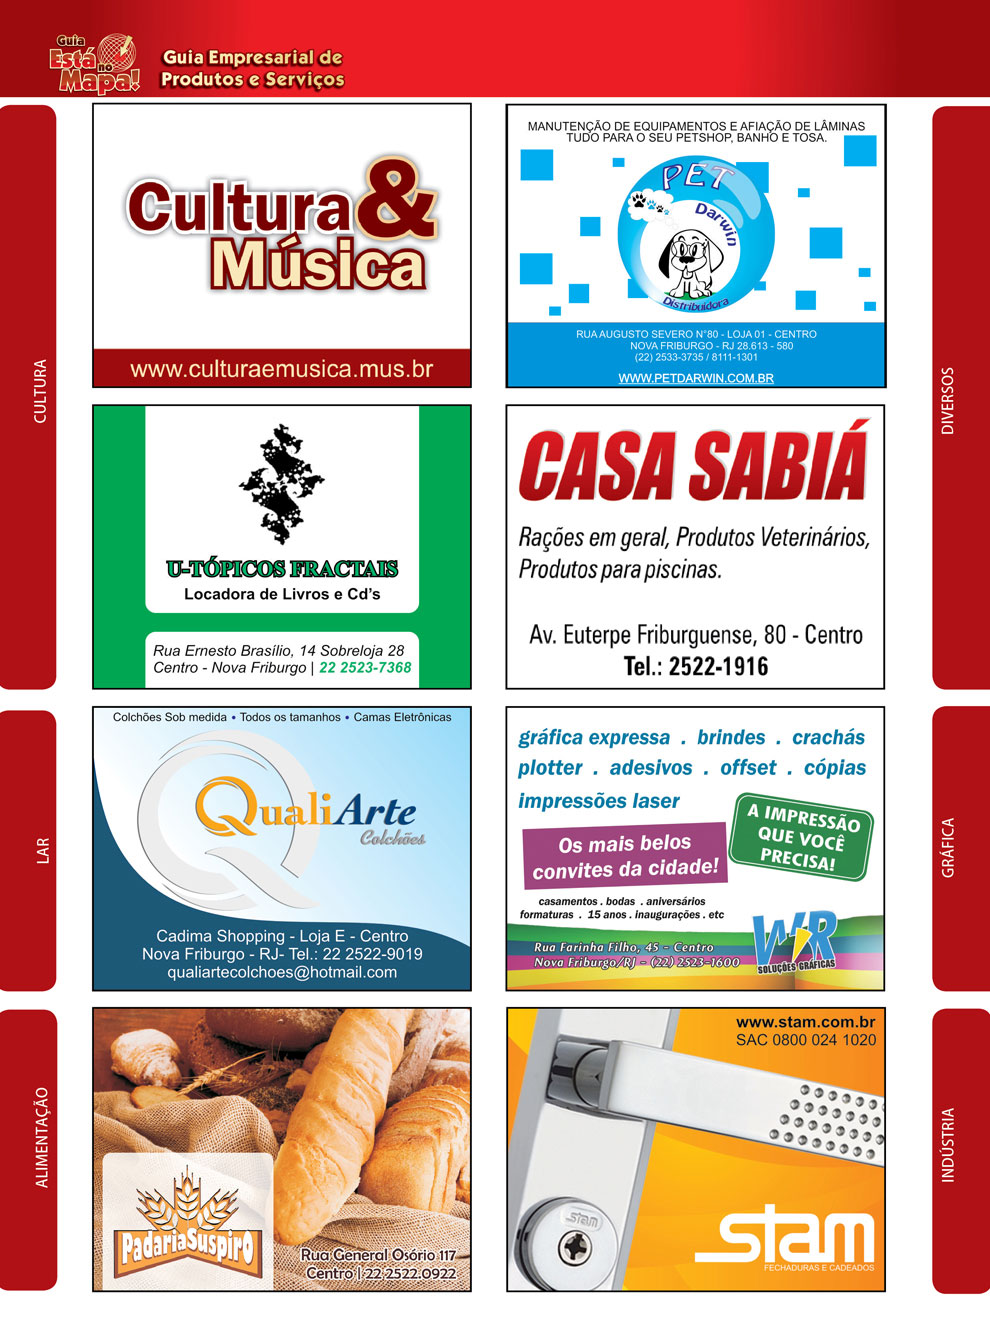 Guia
Está
no
Mapa!
Guia Empresarial de
Produtos e Serviços
CULTURA
Cultura&
Música
www.culturaemusica.mus.br
U-TÓPICOS FRACTAIS
Locadora de Livros e Cd's
Rua Ernesto Brasílio, 14 Sobreloja 28
Centro - Nova Friburgo | 22 2523-7368
DIVERSOS
MANUTENÇÃO DE EQUIPAMENTOS E AFIAÇÃO DE LÂMINAS
TUDO PARA O SEU PETSHOP, BANHO E TOSA.
PET
Darwin
Distribuidora
RUA AUGUSTO SEVERO N°80 - LOJA 01 - CENTRO
NOVA FRIBURGO - RJ 28.613 - 580
(22) 2533-3735 / 8111-1301
WWW.PETDARWIN.COM.BR
CASA SABIÁ
Rações em geral, Produtos Veterinários,
Produtos para piscinas.
Av. Euterpe Friburguense, 80 - Centro
Tel.: 2522-1916
LAR
Colchões Sob medida • Todos os tamanhos • Camas Eletrônicas
QualiArte
Colchões
Cadima Shopping - Loja E - Centro
Nova Friburgo - RJ- Tel.: 22 2522-9019
qualiartecolchoes@hotmail.com
GRÁFICA
gráfica expressa . brindes . crachás
plotter . adesivos . offset . cópias
impressões laser
A IMPRESSÃO
QUE VOCÊ
PRECISA!
Os mais belos
convites da cidade!
casamentos . bodas . aniversários
formaturas . 15 anos . inaugurações . etc
Rua Farinha Filho, 45 - Centro
Nova Friburgo/RJ - (22) 2523-1600
WR
SOLUÇÕES GRÁFICAS
ALIMENTAÇÃO
PadariaSuspiro
Rua General Osório 117
Centro | 22 2522.0922
INDÚSTRIA
www.stam.com.br
SAC 0800 024 1020
stam
stam
FECHADURAS E CADEADOS